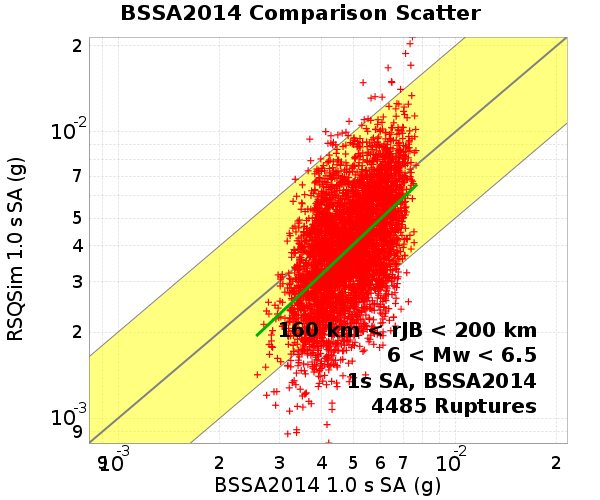 BSSA2014 Comparison Scatter
RSQSim 1.0 s SA (g)
2
10-2
7
5
4
3
2
10-3
9
160 km < rJB < 200 km
6 < Mw < 6.5
1s SA, BSSA2014
4485 Ruptures
9 10-3 2 3 4 5 6 7 10-2 2
BSSA2014 1.0 s SA (g)